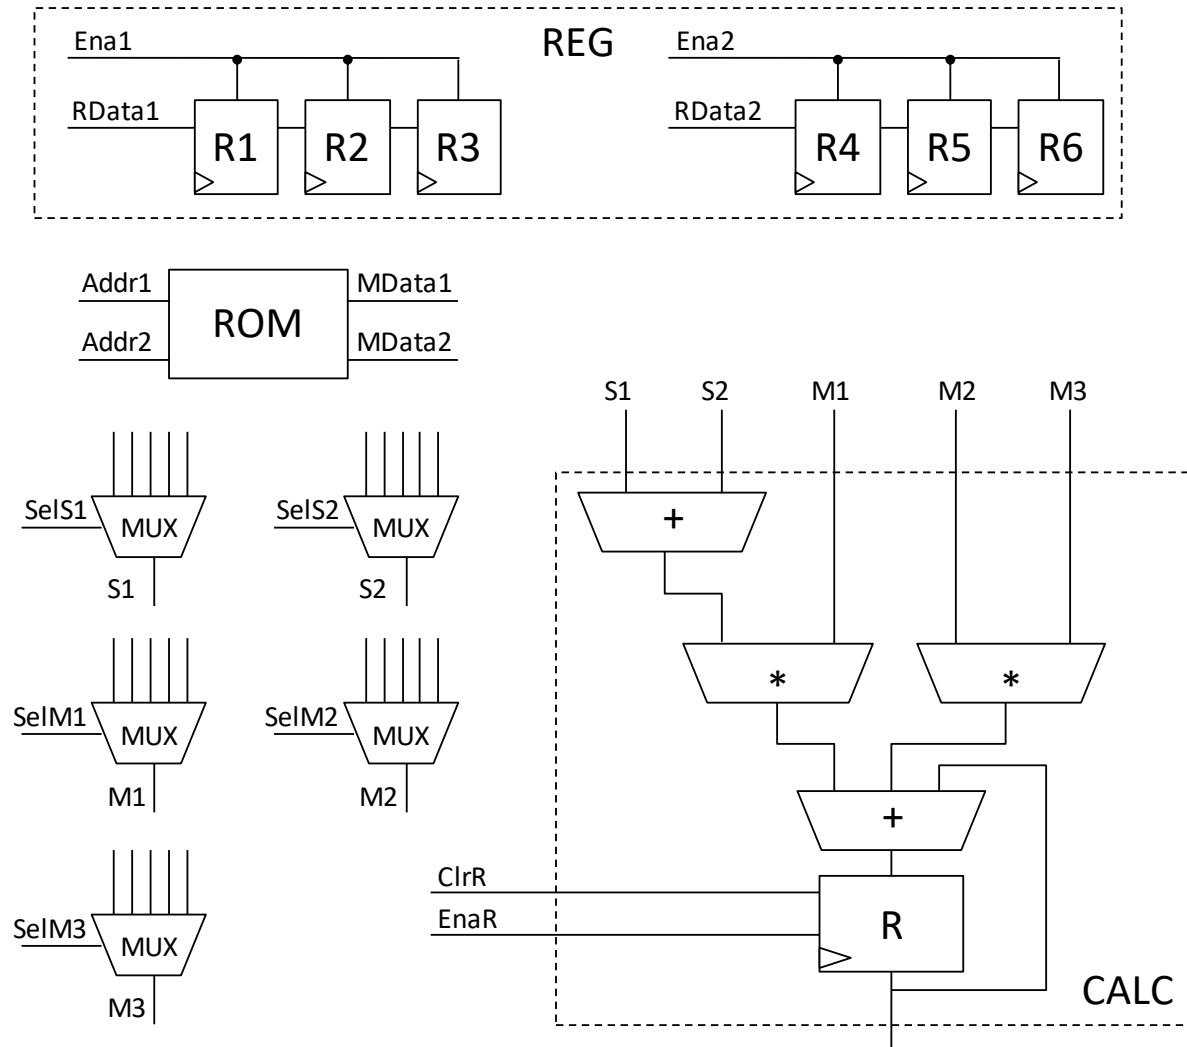 REG
Ena1
Ena2
RData1
R1
R2
R3
RData2
R4
R5
R6
Addr1
MData1
ROM
Addr2
MData2
S1
S2
M1
M2
M3
SelS1
MUX
S1
SelS2
MUX
S2
+
SelM1
MUX
M1
SelM2
MUX
M2
*
*
+
SelM3
MUX
M3
ClrR
EnaR
R
CALC